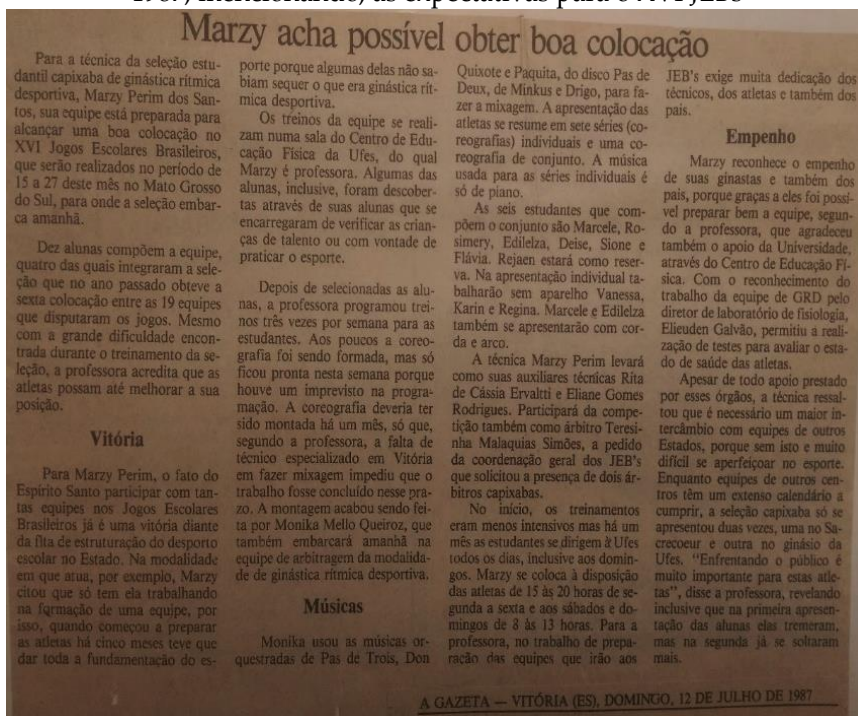 Marzy acha possível obter boa colocação
Para a técnica da seleção estu-
dantil capixaba de ginástica rítmica
desportiva, Marzy Perim dos San-
tos, sua equipe está preparada para
alcançar uma boa colocação no
XVI Jogos Escolares Brasileiros,
que serão realizados no período de
15 a 27 deste mês no Mato Grosso
do Sul, para onde a seleção embar-
ca amanhã.
Dez alunas compõem a equipe,
quatro das quais integraram a sele-
ção que no ano passado obteve a
sexta colocação entre as 19 equipes
que disputaram os jogos. Mesmo
com a grande dificuldade encon-
trada durante o treinamento da se-
leção, a professora acredita que as
atletas possam até melhorar a sua
posição.
Vitória
Para Marzy Perim, o fato do
Espírito Santo participar com tan-
tas equipes nos Jogos Escolares
Brasileiros já é uma vitória diante
da flta de estruturação do desporto
escolar no Estado. Na modalidade
em que atua, por exemplo, Marzy
citou que só tem ela trabalhando
na formação de uma equipe, por
isso, quando começou a preparar
as atletas há cinco meses teve que
dar toda a fundamentação do es-
porte porque algumas delas não sa-
biam sequer o que era ginástica rít-
mica desportiva.
Os treinos da equipe se reali-
zam numa sala do Centro de Edu-
cação Física da Ufes, do qual
Marzy é professora. Algumas das
alunas, inclusive, foram descober-
tas através de suas alunas que se
encarregaram de verificar as crian-
ças de talento ou com vontade de
praticar o esporte.
Depois de selecionadas as alu-
nas, a professora programou trei-
nos três vezes por semana para as
estudantes. Aos poucos a coreo-
grafia foi sendo formada, mas só
ficou pronta nesta semana porque
houve um imprevisto na progra-
mação. A coreografia deveria ter
sido montada há um mês, só que,
segundo a professora, a falta de
técnico especializado em Vitória
em fazer mixagem impediu que o
trabalho fosse concluído nesse pra-
zo. A montagem acabou sendo fei-
ta por Monika Mello Queiroz, que
também embarcará amanhã na
equipe de arbitragem da modalida-
de de ginástica rítmica desportiva.
Músicas
Monika usou as músicas or-
questradas de Pas de Trois, Don
Quixote e Paquita, do disco Pas de
Deux, de Minkus e Drigo, para fa-
zer a mixagem. A apresentação das
atletas se resume em sete séries (co-
reografias) individuais e uma co-
reografia de conjunto. A música
usada para as séries individuais é
só de piano.
As seis estudantes que com-
põem o conjunto são Marcele, Ro-
simery, Edilelza, Deise, Sione e
Flávia. Rejaen estará como reser-
va. Na apresentação individual ta-
balharão sem aparelho Vanessa,
Karin e Regina. Marcele e Edilelza
também se apresentarão com cor-
da e arco.
A técnica Marzy Perim levará
como suas auxiliares técnicas Rita
de Cássia Ervaltti e Eliane Gomes
Rodrigues. Participará da compe-
tição também como árbitro Teresi-
nha Malaquias Simões, a pedido
da coordenação geral dos JEB's
que solicitou a presença de dois ár-
bitros capixabas.
No início, os treinamentos
eram menos intensivos mas há um
mês as estudantes se dirigem à Ufes
todos os dias, inclusive aos domin-
gos. Marzy se coloca à disposição
das atletas de 15 às 20 horas de se-
gunda a sexta e aos sábados e do-
mingos de 8 às 13 horas. Para a
professora, no trabalho de prepa-
ração das equipes que irão aos
JEB's exige muita dedicação dos
técnicos, dos atletas e também dos
pais.
Empenho
Marzy reconhece o empenho
de suas ginastas e também dos
pais, porque graças a eles foi possí-
vel preparar bem a equipe, segun-
do a professora, que agradeceu
também o apoio da Universidade,
através do Centro de Educação Fí-
sica. Com o reconhecimento do
trabalho da equipe de GRD pelo
diretor de laboratório de fisiologia,
Elieuden Galvão, permitiu a reali-
zação de testes para avaliar o esta-
do de saúde das atletas.
Apesar de todo apoio prestado
por esses órgãos, a técnica ressal-
tou que é necessário um maior in-
tercâmbio com equipes de outros
Estados, porque sem isto e muito
difícil se aperfeiçoar no esporte.
Enquanto equipes de outros cen-
tros têm um extenso calendário a
cumprir, a seleção capixaba só se
apresentou duas vezes, uma no Sa-
crecoeur e outra no ginásio da
Ufes. "Enfrentando o público é
muito importante para estas atle-
tas", disse a professora, revelando
inclusive que na primeira apresen-
tação das alunas elas tremeram,
mas na segunda já se soltaram
mais.
A GAZETA — VITÓRIA (ES), DOMINGO, 12 DE JULHO DE 1987